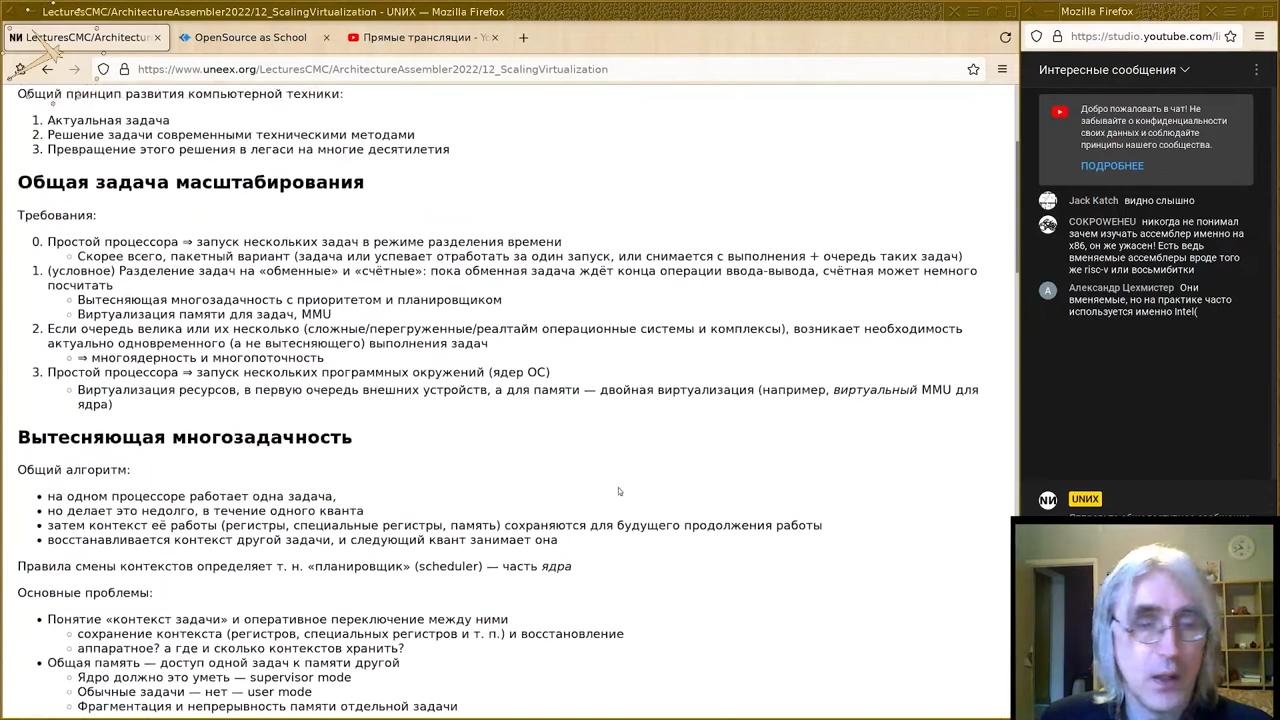 LecturesCMC/ArchitectureAssembler2022/12_ScalingVirtualization - UNИX — Mozilla Firefox
Mozilla Firefox
LecturesCMC/Architectur
OpenSource as School
Прямые трансляции - Yo
https://www.uneex.org/LecturesCMC/ArchitectureAssembler2022/12_ScalingVirtualization
https://studio.youtube.com/li
Общий принцип развития компьютерной техники:
1. Актуальная задача
2. Решение задачи современными техническими методами
3. Превращение этого решения в легаси на многие десятилетия
Общая задача масштабирования
Требования:
0. Простой процессора ⇒ запуск нескольких задач в режиме разделения времени
Скорее всего, пакетный вариант (задача или успевает отработать за один запуск, или снимается с выполнения + очередь таких задач)
1. (условное) Разделение задач на «обменные» и «счётные»: пока обменная задача ждёт конца операции ввода-вывода, счётная может немного
посчитать
Вытесняющая многозадачность с приоритетом и планировщиком
Виртуализация памяти для задач, MMU
2. Если очередь велика или их несколько (сложные/перегруженные/реалтайм операционные системы и комплексы), возникает необходимость
актуально одновременного (а не вытесняющего) выполнения задач
⇒ многоядерность и многопоточность
3. Простой процессора ⇒ запуск нескольких программных окружений (ядер ОС)
Виртуализация ресурсов, в первую очередь внешних устройств, а для памяти — двойная виртуализация (например, виртуальный MMU для
ядра)
Вытесняющая многозадачность
Общий алгоритм:
на одном процессоре работает одна задача,
но делает это недолго, в течение одного кванта
затем контекст её работы (регистры, специальные регистры, память) сохраняются для будущего продолжения работы
восстанавливается контекст другой задачи, и следующий квант занимает она
Правила смены контекстов определяет т. н. «планировщик» (scheduler) — часть ядра
Основные проблемы:
Понятие «контекст задачи» и оперативное переключение между ними
сохранение контекста (регистров, специальных регистров и т. п.) и восстановление
аппаратное? а где и сколько контекстов хранить?
Общая память — доступ одной задач к памяти другой
Ядро должно это уметь — supervisor mode
Обычные задачи — нет — user mode
Фрагментация и непрерывность памяти отдельной задачи
Интересные сообщения
Добро пожаловать в чат! Не
забывайте о конфиденциальности
своих данных и соблюдайте
принципы нашего сообщества.
ПОДРОБНЕЕ
Jack Katch видно слышно
COKPOWEHEU никогда не понимал
зачем изучать ассемблер именно на
x86, он же ужасен! Есть ведь
вменяемые ассемблеры вроде того
же risc-v или восьмибитки
Александр Цехмистер Они
вменяемые, но на практике часто
используется именно Intel(
UNИX